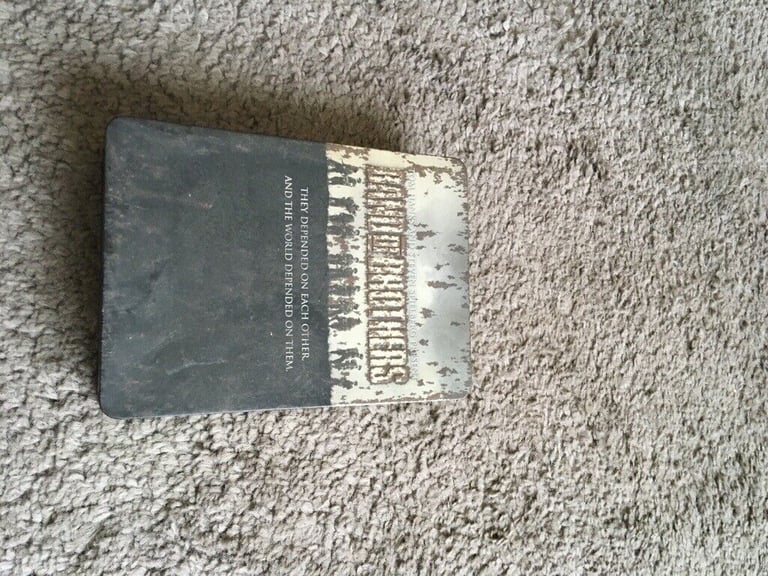 BAND OF BROTHERS
THEY DEPENDED ON EACH OTHER.
AND THE WORLD DEPENDED ON THEM.